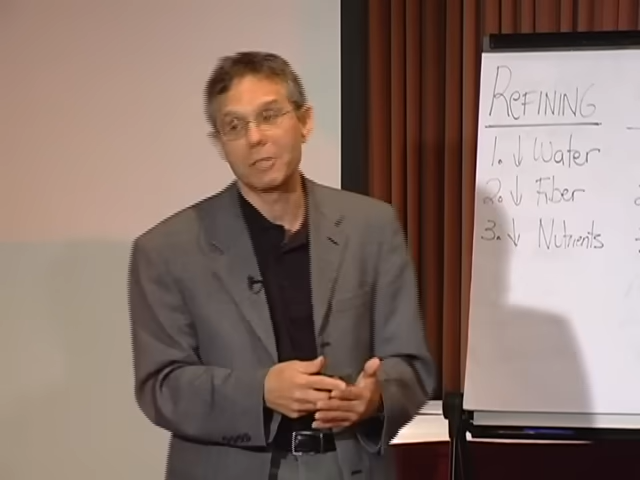 REFINING
1. ↓ Water
2. ↓ Fiber
3. ↓ Nutrients